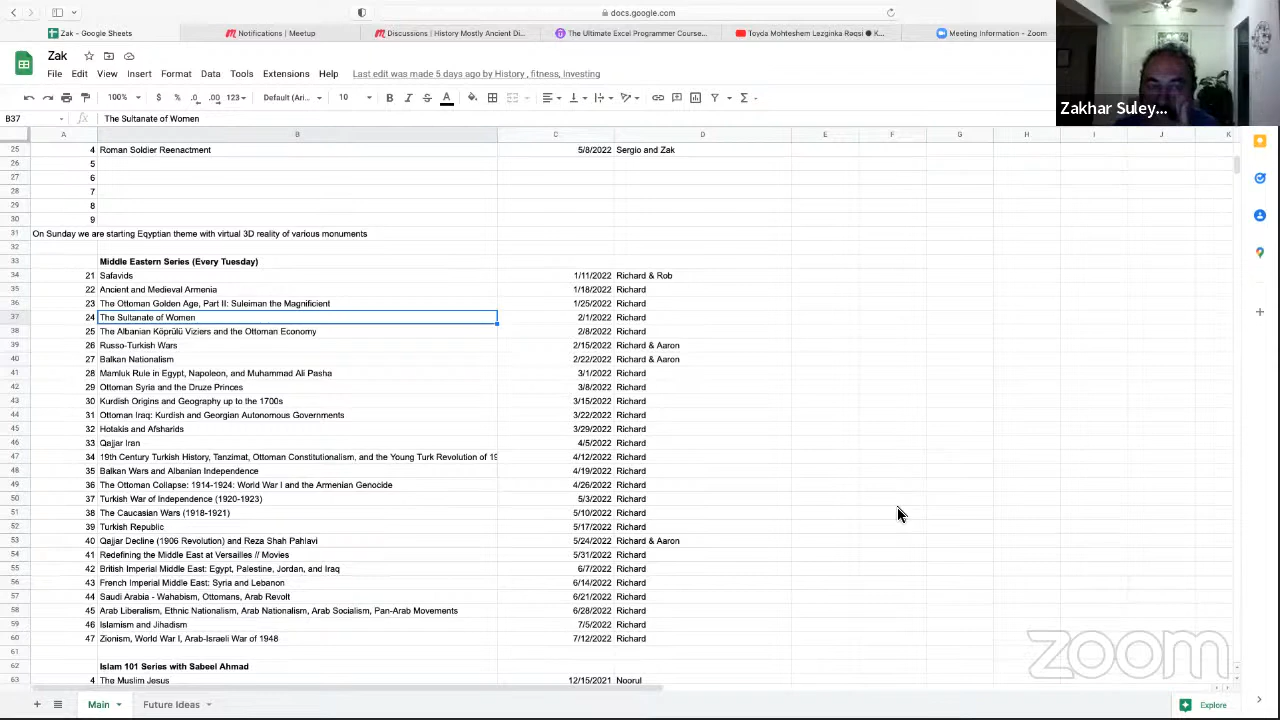 docs.google.com
Zak - Google Sheets
Notifications | Meetup
Discussions | History Mostly Ancient Di...
The Ultimate Excel Programmer Course...
Toyda Mohteshem Lezginka Rəqsi ● K...
Meeting Information - Zoom
Zak
File Edit View Insert Format Data Tools Extensions Help Last edit was made 5 days ago by History , fitness, Investing
100% $ % .0 .00 123 Default (Ari... 10 B I S A
B37 fx The Sultanate of Women
A B C D E F G H I J K
25 4 Roman Soldier Reenactment 5/8/2022 Sergio and Zak
26 5
27 6
28 7
29 8
30 9
31 On Sunday we are starting Eqyptian theme with virtual 3D reality of various monuments
32
33 Middle Eastern Series (Every Tuesday)
34 21 Safavids 1/11/2022 Richard & Rob
35 22 Ancient and Medieval Armenia 1/18/2022 Richard
36 23 The Ottoman Golden Age, Part II: Suleiman the Magnificient 1/25/2022 Richard
37 24 The Sultanate of Women 2/1/2022 Richard
38 25 The Albanian Köprülü Viziers and the Ottoman Economy 2/8/2022 Richard
39 26 Russo-Turkish Wars 2/15/2022 Richard & Aaron
40 27 Balkan Nationalism 2/22/2022 Richard & Aaron
41 28 Mamluk Rule in Egypt, Napoleon, and Muhammad Ali Pasha 3/1/2022 Richard
42 29 Ottoman Syria and the Druze Princes 3/8/2022 Richard
43 30 Kurdish Origins and Geography up to the 1700s 3/15/2022 Richard
44 31 Ottoman Iraq: Kurdish and Georgian Autonomous Governments 3/22/2022 Richard
45 32 Hotakis and Afsharids 3/29/2022 Richard
46 33 Qajjar Iran 4/5/2022 Richard
47 34 19th Century Turkish History, Tanzimat, Ottoman Constitutionalism, and the Young Turk Revolution of 19 4/12/2022 Richard
48 35 Balkan Wars and Albanian Independence 4/19/2022 Richard
49 36 The Ottoman Collapse: 1914-1924: World War I and the Armenian Genocide 4/26/2022 Richard
50 37 Turkish War of Independence (1920-1923) 5/3/2022 Richard
51 38 The Caucasian Wars (1918-1921) 5/10/2022 Richard
52 39 Turkish Republic 5/17/2022 Richard
53 40 Qajjar Decline (1906 Revolution) and Reza Shah Pahlavi 5/24/2022 Richard & Aaron
54 41 Redefining the Middle East at Versailles // Movies 5/31/2022 Richard
55 42 British Imperial Middle East: Egypt, Palestine, Jordan, and Iraq 6/7/2022 Richard
56 43 French Imperial Middle East: Syria and Lebanon 6/14/2022 Richard
57 44 Saudi Arabia - Wahabism, Ottomans, Arab Revolt 6/21/2022 Richard
58 45 Arab Liberalism, Ethnic Nationalism, Arab Nationalism, Arab Socialism, Pan-Arab Movements 6/28/2022 Richard
59 46 Islamism and Jihadism 7/5/2022 Richard
60 47 Zionism, World War I, Arab-Israeli War of 1948 7/12/2022 Richard
61
62 Islam 101 Series with Sabeel Ahmad
63 4 The Muslim Jesus 12/15/2021 Noorul
Main Future Ideas Explore
Zakhar Suley...
zoom